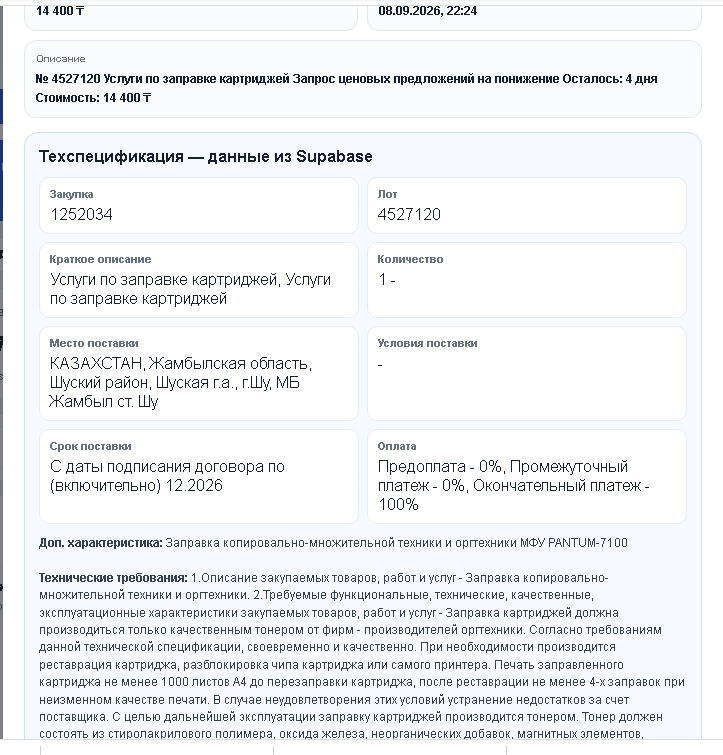 14 400 ₸
08.09.2026, 22:24
Описание
№ 4527120 Услуги по заправке картриджей Запрос ценовых предложений на понижение Осталось: 4 дня
Стоимость: 14 400 ₸
Техспецификация — данные из Supabase
Закупка
1252034
Лот
4527120
Краткое описание
Услуги по заправке картриджей, Услуги
по заправке картриджей
Количество
1 -
Место поставки
КАЗАХСТАН, Жамбылская область,
Шуский район, Шуская г.а., г.Шу, МБ
Жамбыл ст. Шу
Условия поставки
-
Срок поставки
С даты подписания договора по
(включительно) 12.2026
Оплата
Предоплата - 0%, Промежуточный
платеж - 0%, Окончательный платеж -
100%
Доп. характеристика: Заправка копировально-множительной техники и оргтехники МФУ PANTUM-7100
Технические требования: 1.Описание закупаемых товаров, работ и услуг - Заправка копировально-
множительной техники и оргтехники. 2.Требуемые функциональные, технические, качественные,
эксплуатационные характеристики закупаемых товаров, работ и услуг - Заправка картриджей должна
производиться только качественным тонером от фирм - производителей оргтехники. Согласно требованиям
данной технической спецификации, своевременно и качественно. При необходимости производится
реставрация картриджа, разблокировка чипа картриджа или самого принтера. Печать заправленного
картриджа не менее 1000 листов А4 до перезаправки картриджа, после реставрации не менее 4-х заправок при
неизменном качестве печати. В случае неудовлетворения этих условий устранение недостатков за счет
поставщика. С целью дальнейшей эксплуатации заправку картриджей производится тонером. Тонер должен
состоять из стиролакрилового полимера, оксида железа, неорганических добавок, магнитных элементов,